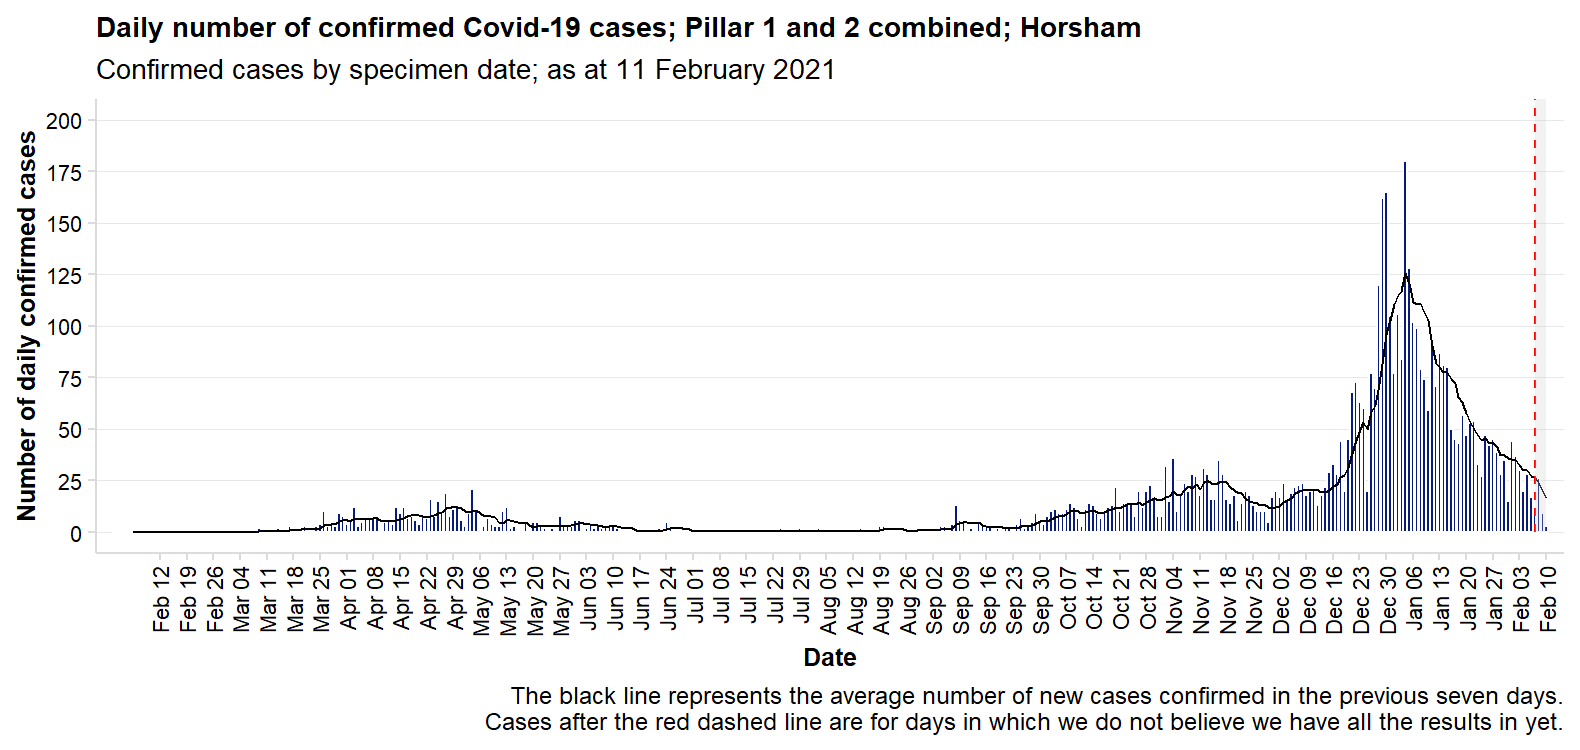 Daily number of confirmed Covid-19 cases; Pillar 1 and 2 combined; Horsham
Confirmed cases by specimen date; as at 11 February 2021
Number of daily confirmed cases
200
175
150
125
100
75
50
25
0
Feb 12
Feb 19
Feb 26
Mar 04
Mar 11
Mar 18
Mar 25
Apr 01
Apr 08
Apr 15
Apr 22
Apr 29
May 06
May 13
May 20
May 27
Jun 03
Jun 10
Jun 17
Jun 24
Jul 01
Jul 08
Jul 15
Jul 22
Jul 29
Aug 05
Aug 12
Aug 19
Aug 26
Sep 02
Sep 09
Sep 16
Sep 23
Sep 30
Oct 07
Oct 14
Oct 21
Oct 28
Nov 04
Nov 11
Nov 18
Nov 25
Dec 02
Dec 09
Dec 16
Dec 23
Dec 30
Jan 06
Jan 13
Jan 20
Jan 27
Feb 03
Feb 10
Date
The black line represents the average number of new cases confirmed in the previous seven days.
Cases after the red dashed line are for days in which we do not believe we have all the results in yet.